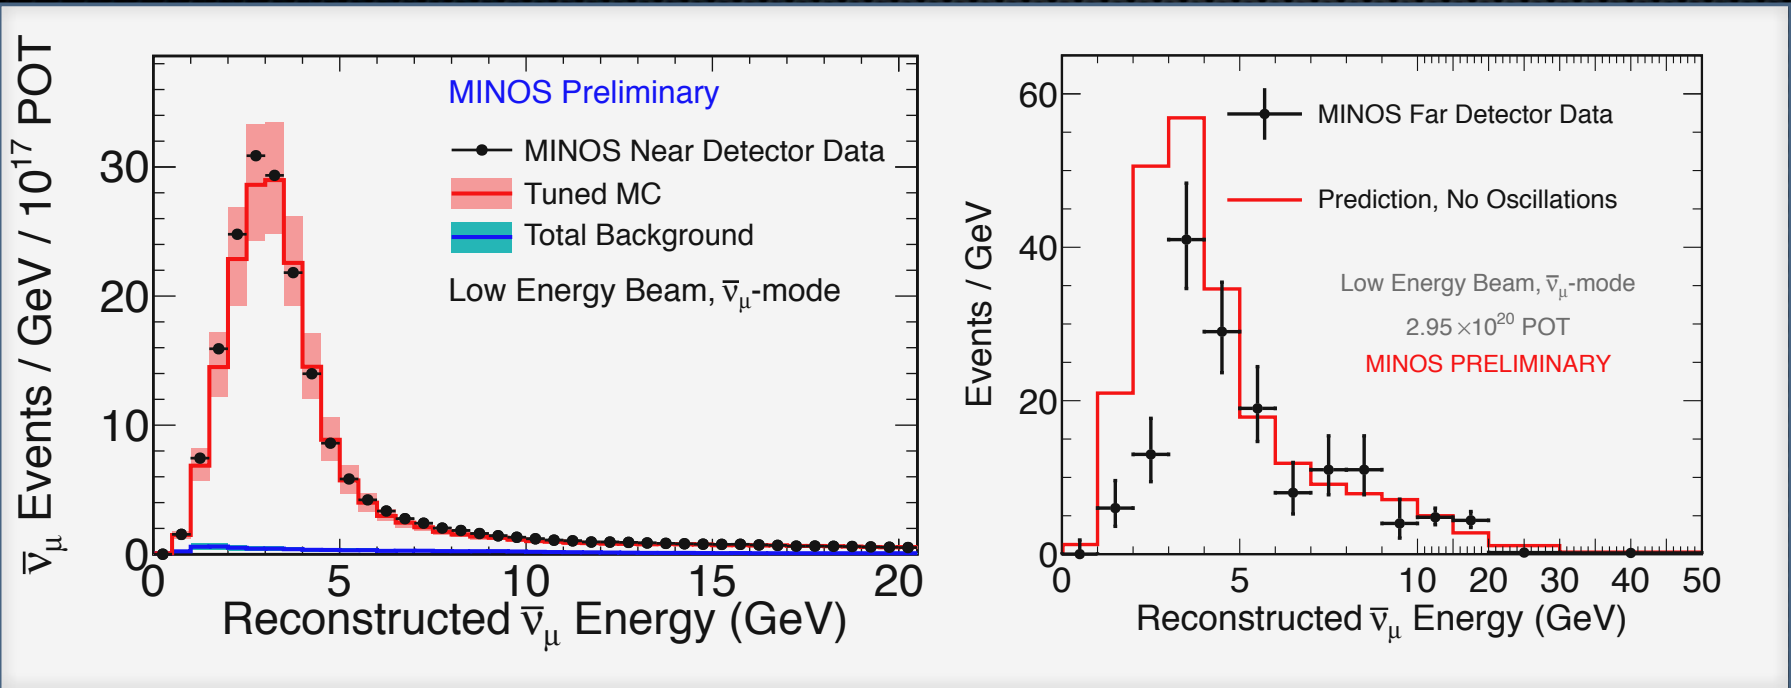 ν̅μ Events / GeV / 10¹⁷ POT
30
20
10
0
MINOS Preliminary
MINOS Near Detector Data
Tuned MC
Total Background
Low Energy Beam, ν̅μ-mode
0 5 10 15 20
Reconstructed ν̅μ Energy (GeV)
Events / GeV
60
40
20
0
MINOS Far Detector Data
Prediction, No Oscillations
Low Energy Beam, ν̅μ-mode
2.95×10²⁰ POT
MINOS PRELIMINARY
0 5 10 20 30 40 50
Reconstructed ν̅μ Energy (GeV)